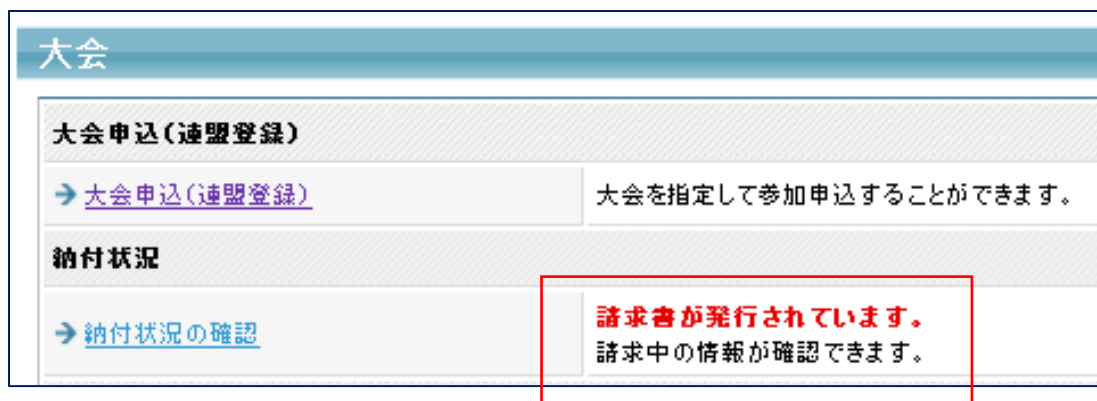 大会
大会申込(連盟登録)
大会申込(連盟登録)
大会を指定して参加申込することができます。
納付状況
納付状況の確認
請求書が発行されています。
請求中の情報が確認できます。